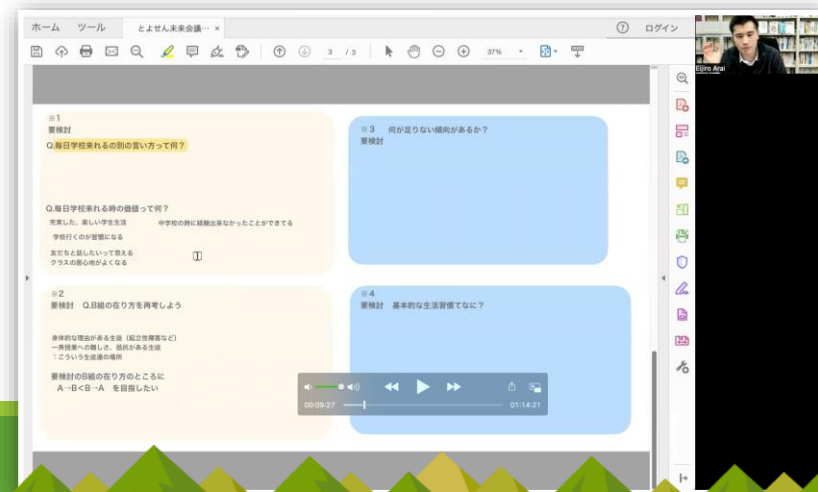 ホーム ツール とよせん未来会議… ×
ログイン
3 / 3
37%
Eijiro Arai
※1
要検討
Q.毎日学校来れるの別の言い方って何？
Q.毎日学校来れる時の価値って何？
充実した、楽しい学生生活 中学校の時に経験出来なかったことができてる
学校行くのが習慣になる
友だちと話したいって思える
クラスの居心地がよくなる
※2
要検討 Q.B組の在り方を再考しよう
身体的な理由がある生徒（起立性障害など）
一斉授業への難しさ、抵抗がある生徒
↑こういう生徒達の場所
要検討のB組の在り方のところに
A→B＜B→A を目指したい
※3 何が足りない傾向があるか？
要検討
※4
要検討 基本的な生活習慣てなに？
00:09:27
01:14:21